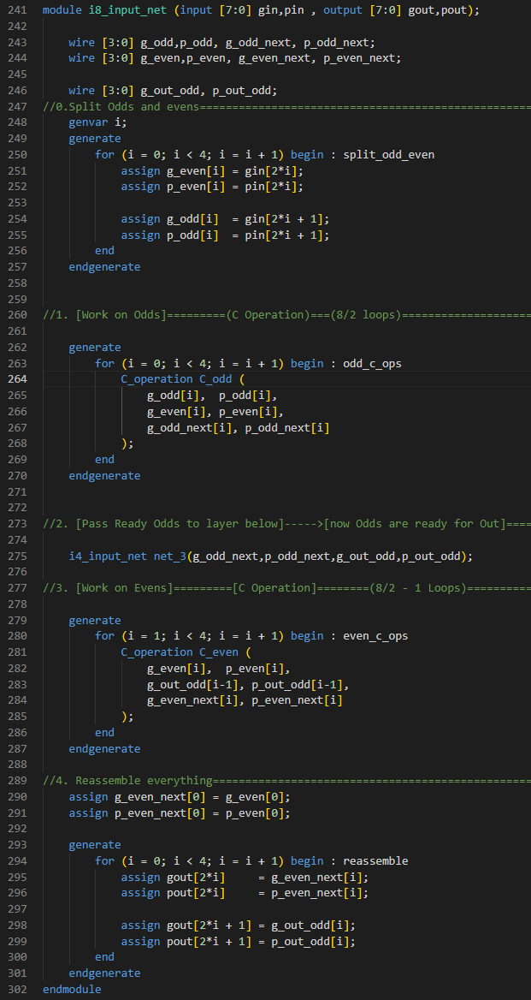 241 module i8_input_net (input [7:0] gin,pin , output [7:0] gout,pout);
242
243     wire [3:0] g_odd,p_odd, g_odd_next, p_odd_next;
244     wire [3:0] g_even,p_even, g_even_next, p_even_next;
245
246     wire [3:0] g_out_odd, p_out_odd;
247 //0.Split Odds and evens===================================================
248     genvar i;
249     generate
250         for (i = 0; i < 4; i = i + 1) begin : split_odd_even
251             assign g_even[i] = gin[2*i];
252             assign p_even[i] = pin[2*i];
253
254             assign g_odd[i]  = gin[2*i + 1];
255             assign p_odd[i]  = pin[2*i + 1];
256         end
257     endgenerate
258
259
260 //1. [Work on Odds]=========(C Operation)===(8/2 loops)====================
261
262     generate
263         for (i = 0; i < 4; i = i + 1) begin : odd_c_ops
264             C_operation C_odd (
265                 g_odd[i],  p_odd[i],
266                 g_even[i], p_even[i],
267                 g_odd_next[i], p_odd_next[i]
268             );
269         end
270     endgenerate
271
272
273 //2. [Pass Ready Odds to layer below]----->[now Odds are ready for Out]====
274
275     i4_input_net net_3(g_odd_next,p_odd_next,g_out_odd,p_out_odd);
276
277 //3. [Work on Evens]=========[C Operation]========(8/2 - 1 Loops)==========
278
279     generate
280         for (i = 1; i < 4; i = i + 1) begin : even_c_ops
281             C_operation C_even (
282                 g_even[i],  p_even[i],
283                 g_out_odd[i-1], p_out_odd[i-1],
284                 g_even_next[i], p_even_next[i]
285             );
286         end
287     endgenerate
288
289 //4. Reassemble everything=================================================
290     assign g_even_next[0] = g_even[0];
291     assign p_even_next[0] = p_even[0];
292
293     generate
294         for (i = 0; i < 4; i = i + 1) begin : reassemble
295             assign gout[2*i]     = g_even_next[i];
296             assign pout[2*i]     = p_even_next[i];
297
298             assign gout[2*i + 1] = g_out_odd[i];
299             assign pout[2*i + 1] = p_out_odd[i];
300         end
301     endgenerate
302 endmodule